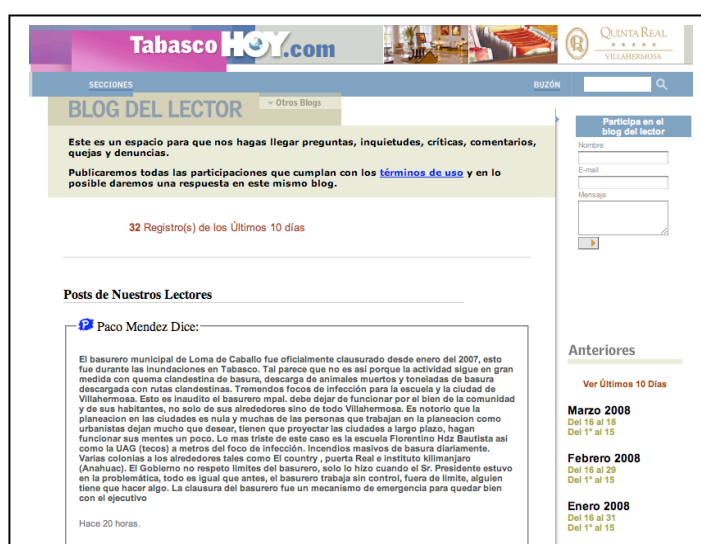 Tabasco HOY.com
QUINTA REAL
VILLAHERMOSA
SECCIONES
BUZÓN
BLOG DEL LECTOR
Otros Blogs
Este es un espacio para que nos hagas llegar preguntas, inquietudes, críticas, comentarios,
quejas y denuncias.
Publicaremos todas las participaciones que cumplan con los términos de uso y en lo
posible daremos una respuesta en este mismo blog.
32 Registro(s) de los Últimos 10 días
Posts de Nuestros Lectores
P Paco Mendez Dice:
El basurero municipal de Loma de Caballo fue oficialmente clausurado desde enero del 2007, esto
fue durante las inundaciones en Tabasco. Tal parece que no es asi porque la actividad sigue en gran
medida con quema clandestina de basura, descarga de animales muertos y toneladas de basura
descargada con rutas clandestinas. Tremendos focos de infección para la escuela y la ciudad de
Villahermosa. Esto es inaudito el basurero mpal. debe dejar de funcionar por el bien de la comunidad
y de sus habitantes, no solo de sus alrededores sino de todo Villahermosa. Es notorio que la
planeacion en las ciudades es nula y muchas de las personas que trabajan en la planeacion como
urbanistas dejan mucho que desear, tienen que proyectar las ciudades a largo plazo, hagan
funcionar sus mentes un poco. Lo mas triste de este caso es la escuela Florentino Hdz Bautista asi
como la UAG (tecos) a metros del foco de infección. Incendios masivos de basura diariamente.
Varias colonias a los alrededores tales como El country , puerta Real e instituto kilimanjaro
(Anahuac). El Gobierno no respeto limites del basurero, solo lo hizo cuando el Sr. Presidente estuvo
en la problemática, todo es igual que antes, el basurero trabaja sin control, fuera de limite, alguien
tiene que hacer algo. La clausura del basurero fue un mecanismo de emergencia para quedar bien
con el ejecutivo
Hace 20 horas.
Participa en el
blog del lector
Nombre
E-mail
Mensaje
Anteriores
Ver Últimos 10 Días
Marzo 2008
Del 16 al 18
Del 1° al 15
Febrero 2008
Del 16 al 29
Del 1° al 15
Enero 2008
Del 16 al 31
Del 1° al 15